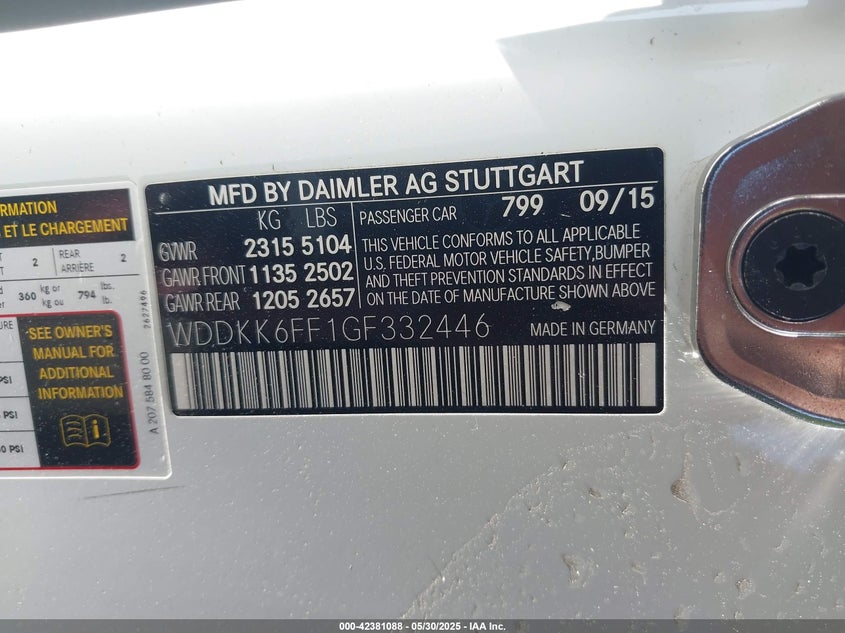 RMATION
ET LE CHARGEMENT
2 REAR ARRIÈRE 2
360 kg or kg ou 794 lbs. lb.
SEE OWNER'S
MANUAL FOR
ADDITIONAL
INFORMATION
PSI
PSI
0 PSI
A 207 584 80 00
2627496
MFD BY DAIMLER AG STUTTGART
KG LBS
GVWR 2315 5104
GAWR FRONT 1135 2502
GAWR REAR 1205 2657
PASSENGER CAR 799 09/15
THIS VEHICLE CONFORMS TO ALL APPLICABLE
U.S. FEDERAL MOTOR VEHICLE SAFETY,BUMPER
AND THEFT PREVENTION STANDARDS IN EFFECT
ON THE DATE OF MANUFACTURE SHOWN ABOVE
WDDKK6FF1GF332446
MADE IN GERMANY
000-42381088 — 05/30/2025 - IAA Inc.